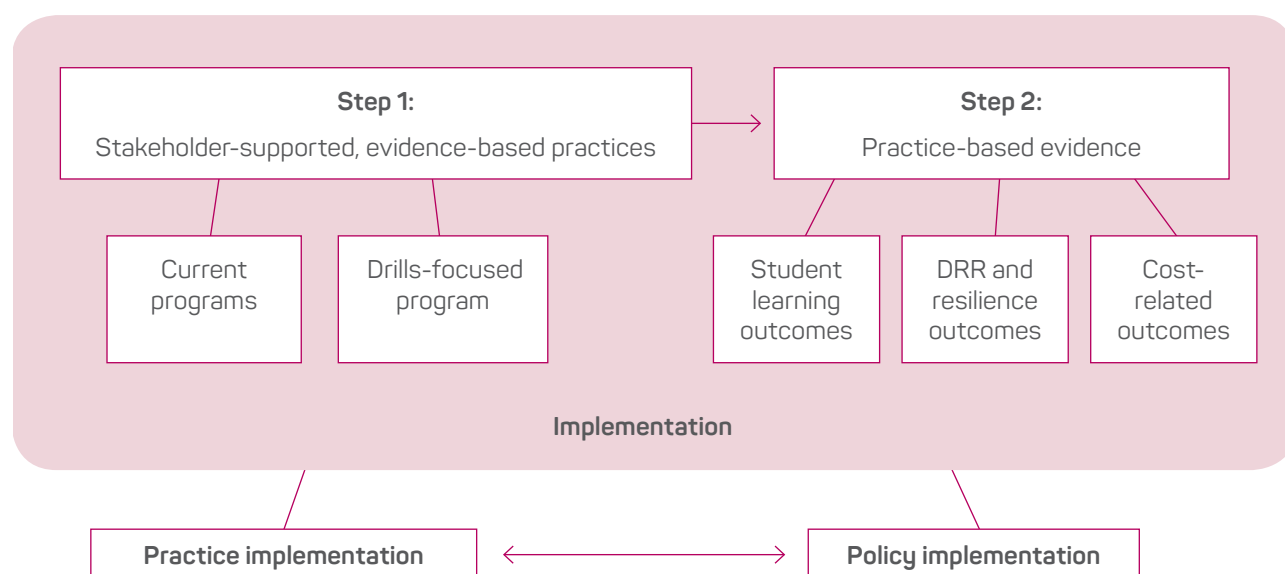 Step 1:
Stakeholder-supported, evidence-based practices
Step 2:
Practice-based evidence
Current
programs
Drills-focused
program
Student
learning
outcomes
DRR and
resilience
outcomes
Cost-
related
outcomes
Implementation
Practice implementation
Policy implementation